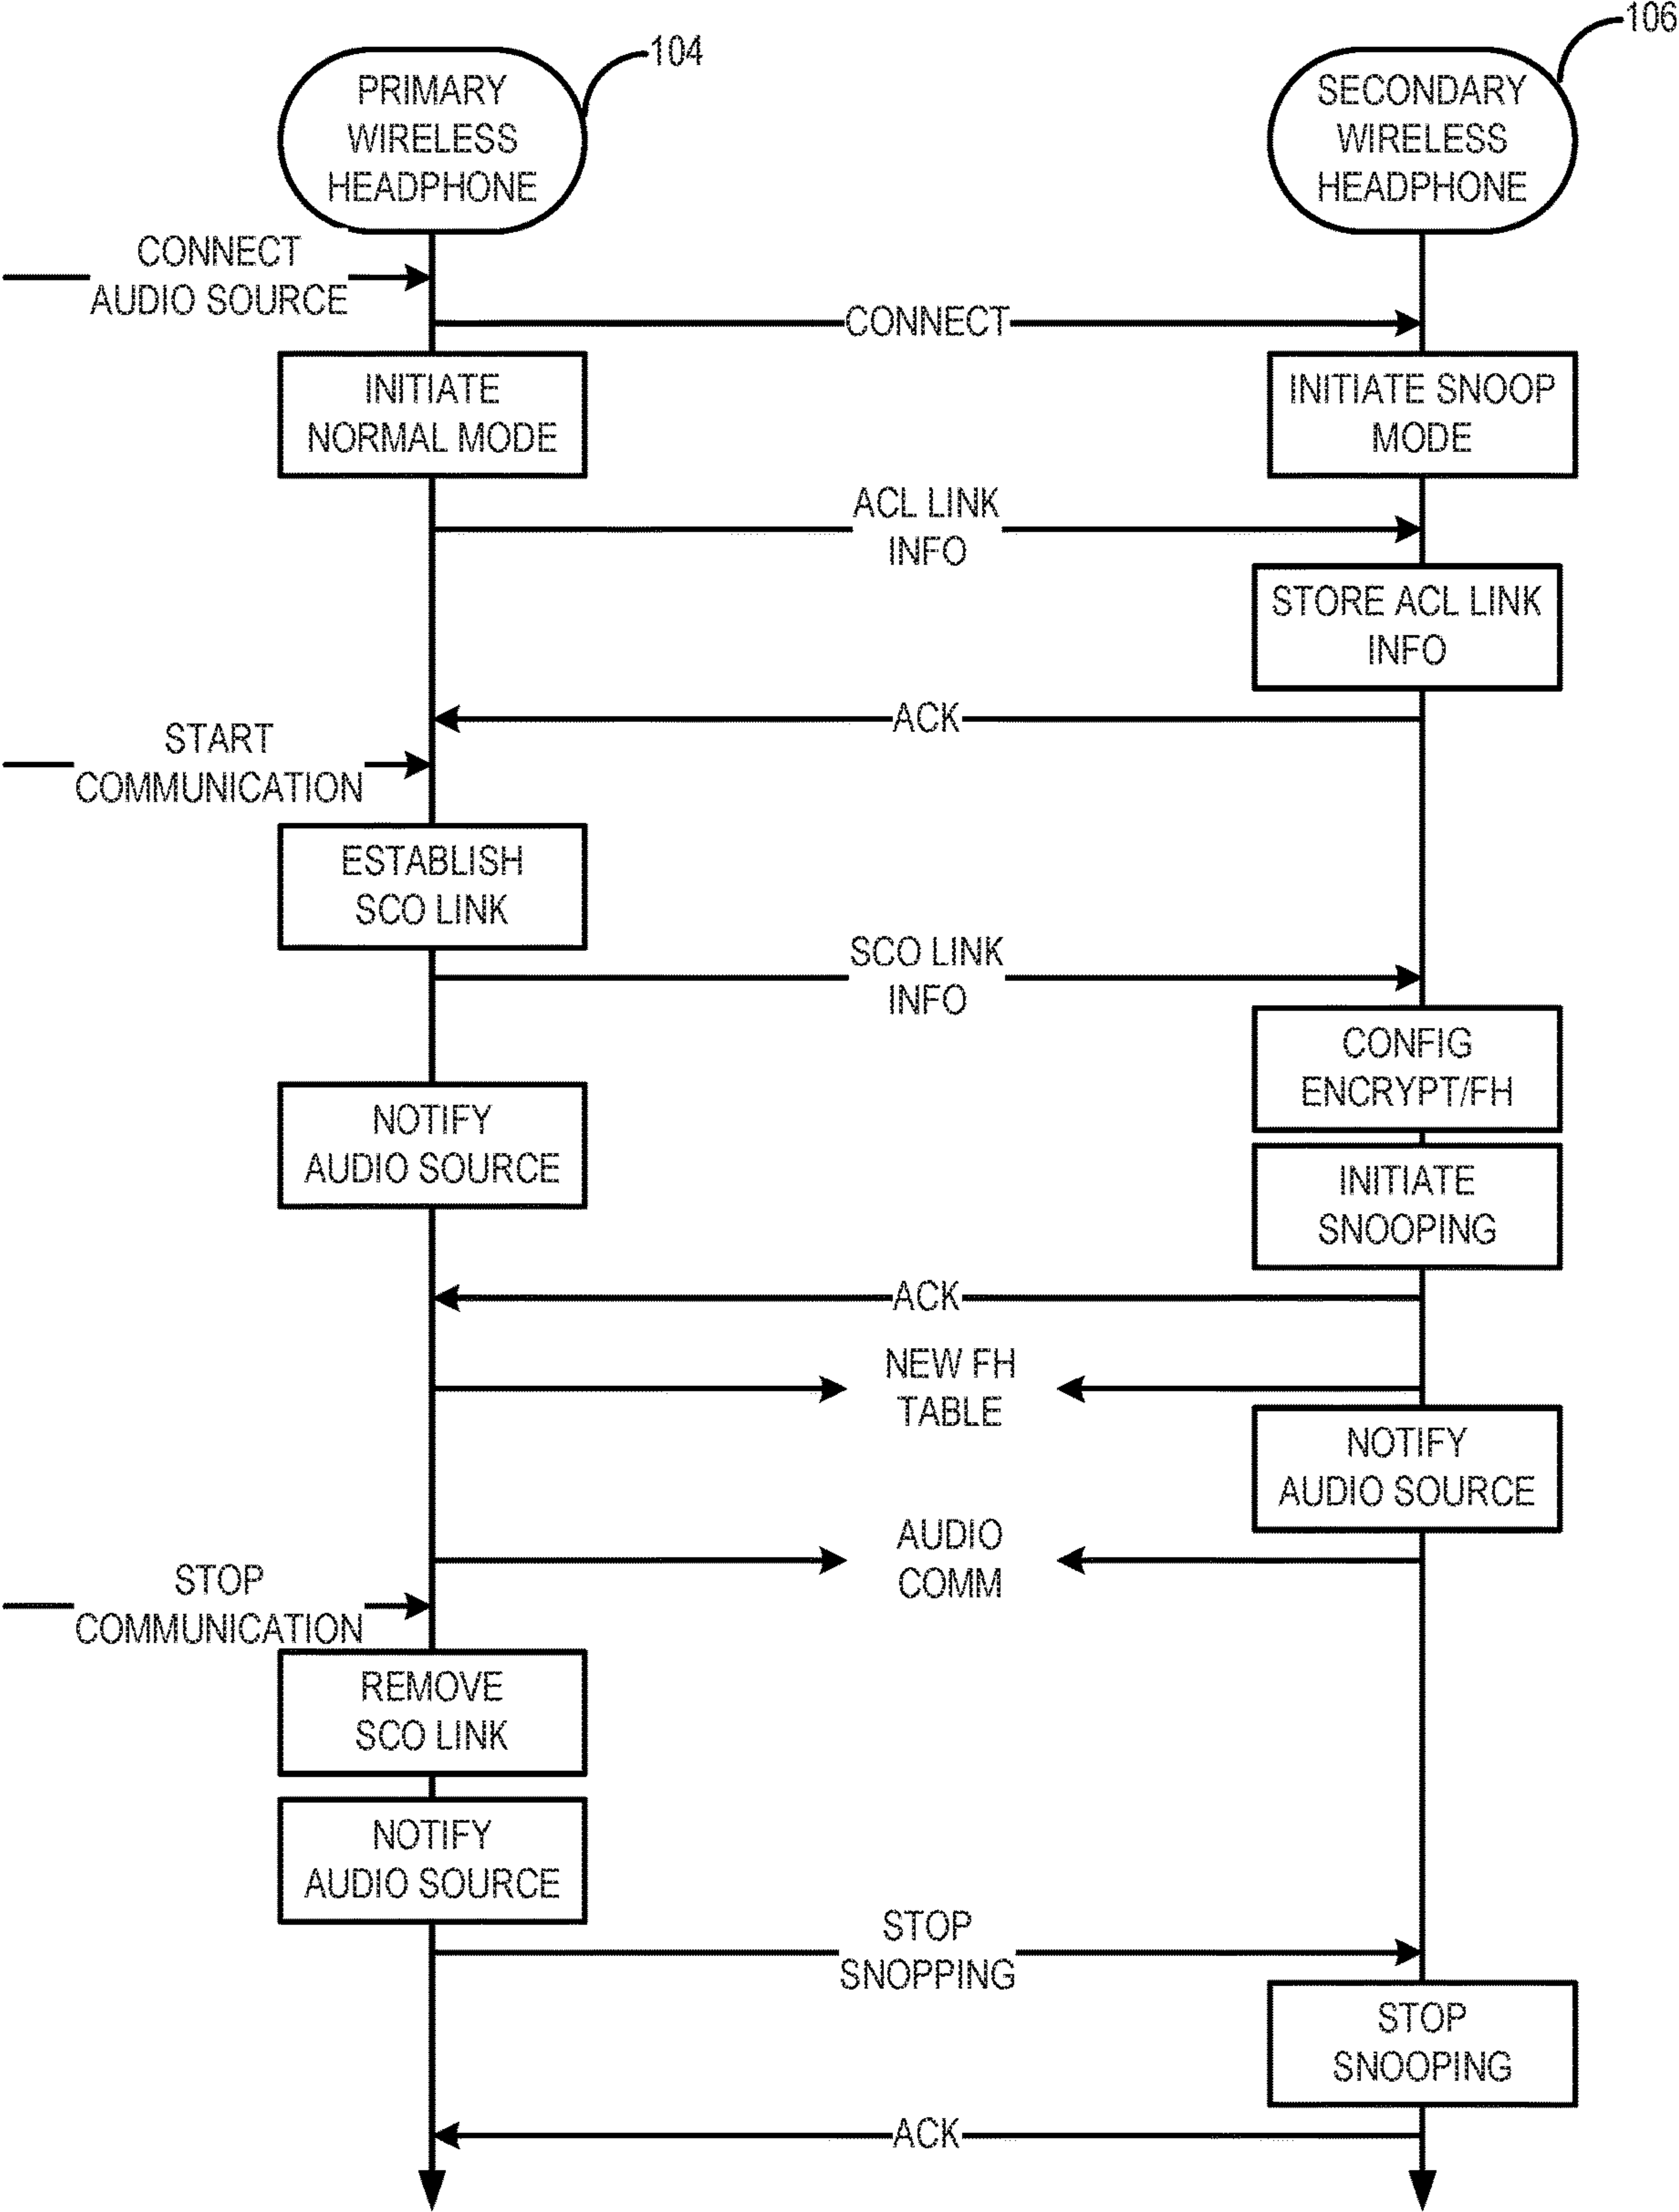 104
106
PRIMARY
WIRELESS
HEADPHONE
SECONDARY
WIRELESS
HEADPHONE
CONNECT
AUDIO SOURCE
CONNECT
INITIATE
NORMAL MODE
INITIATE SNOOP
MODE
ACL LINK
INFO
STORE ACL LINK
INFO
ACK
START
COMMUNICATION
ESTABLISH
SCO LINK
SCO LINK
INFO
CONFIG
ENCRYPT/FH
NOTIFY
AUDIO SOURCE
INITIATE
SNOOPING
ACK
NEW FH
TABLE
NOTIFY
AUDIO SOURCE
AUDIO
COMM
STOP
COMMUNICATION
REMOVE
SCO LINK
NOTIFY
AUDIO SOURCE
STOP
SNOPPING
STOP
SNOOPING
ACK